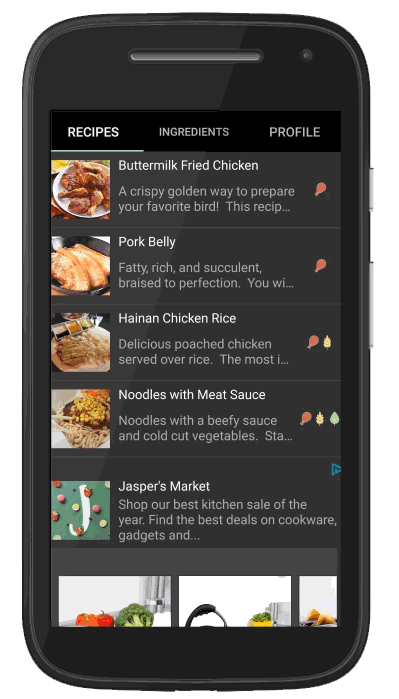 RECIPES INGREDIENTS PROFILE
Buttermilk Fried Chicken
A crispy golden way to prepare
your favorite bird!  This recip...
Pork Belly
Fatty, rich, and succulent,
braised to perfection.  You wi...
Hainan Chicken Rice
Delicious poached chicken
served over rice.  The most i...
Noodles with Meat Sauce
Noodles with a beefy sauce
and cold cut vegetables.  Sta...
Jasper's Market
Shop our best kitchen sale of the
year. Find the best deals on cookware,
gadgets and...
J